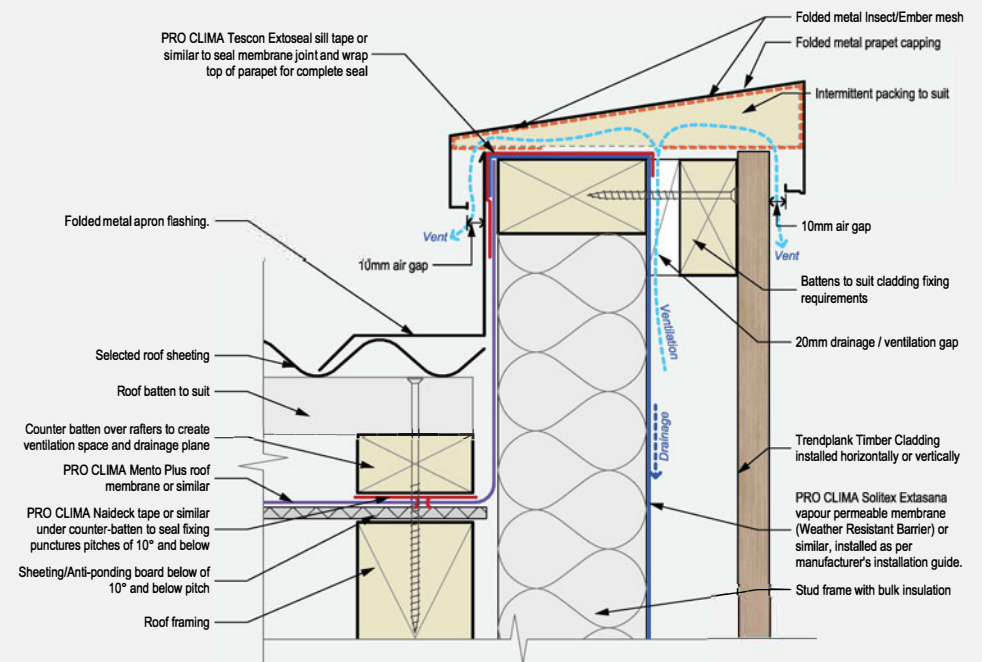 PRO CLIMA Tescon Extoseal sill tape or
similar to seal membrane joint and wrap
top of parapet for complete seal
Folded metal Insect/Ember mesh
Folded metal prapet capping
Intermittent packing to suit
Folded metal apron flashing.
Vent
10mm air gap
10mm air gap
Vent
Battens to suit cladding fixing
requirements
Ventilation
20mm drainage / ventilation gap
Selected roof sheeting
Roof batten to suit
Counter batten over rafters to create
ventilation space and drainage plane
Drainage
Trendplank Timber Cladding
installed horizontally or vertically
PRO CLIMA Mento Plus roof
membrane or similar
PRO CLIMA Naideck tape or similar
under counter-batten to seal fixing
punctures pitches of 10° and below
PRO CLIMA Solitex Extasana
vapour permeable membrane
(Weather Resistant Barrier) or
similar, installed as per
manufacturer's installation guide.
Sheeting/Anti-ponding board below of
10° and below pitch
Stud frame with bulk insulation
Roof framing